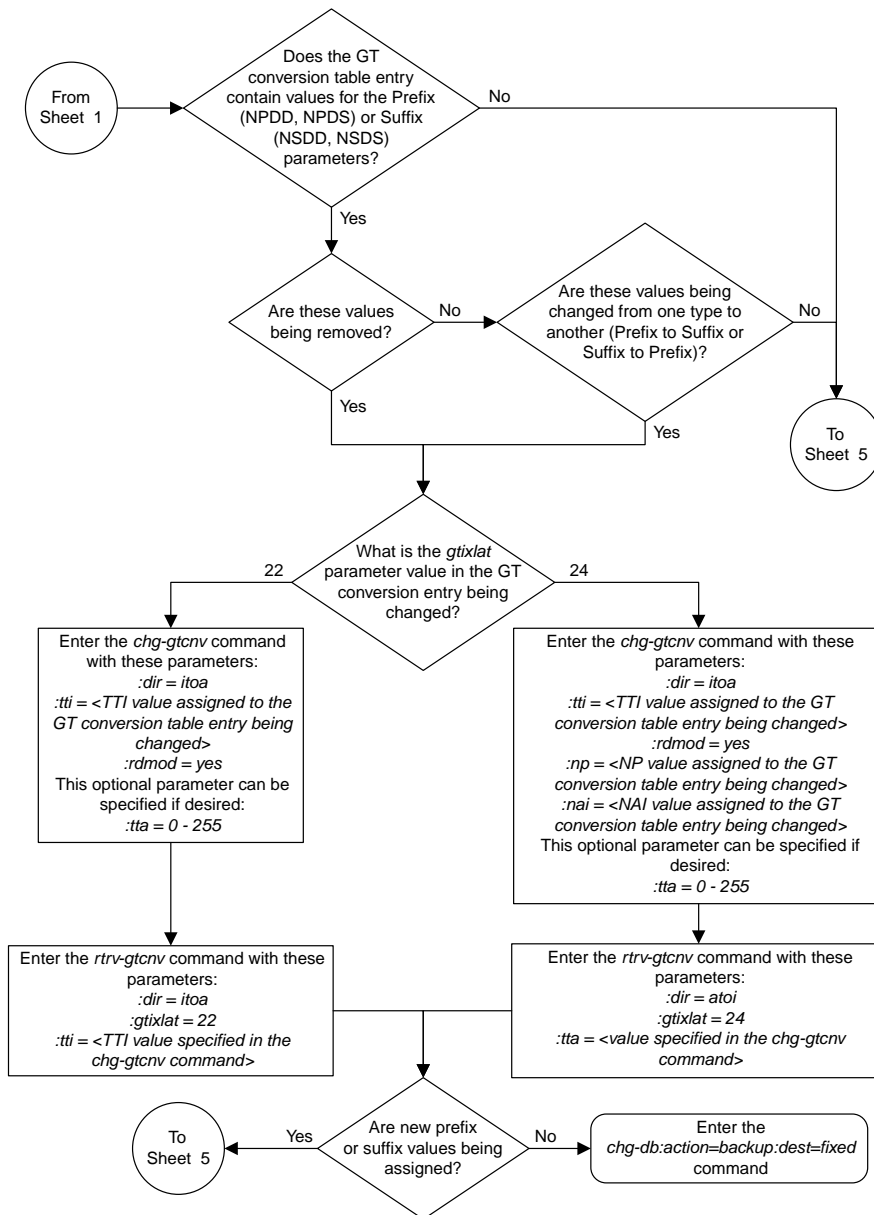 Does the GT
conversion table entry
contain values for the Prefix
(NPDD, NPDS) or Suffix
(NSDD, NSDS)
parameters?
From
Sheet 1
No
Yes
Are these values
being removed?
No
Are these values being
changed from one type to
another (Prefix to Suffix or
Suffix to Prefix)?
No
Yes
Yes
To
Sheet 5
What is the gtixlat
parameter value in the GT
conversion entry being
changed?
22
24
Enter the chg-gtcnv command
with these parameters:
:dir = itoa
:tti = <TTI value assigned to the
GT conversion table entry being
changed>
:rdmod = yes
This optional parameter can be
specified if desired:
:tta = 0 - 255
Enter the chg-gtcnv command with these
parameters:
:dir = itoa
:tti = <TTI value assigned to the GT
conversion table entry being changed>
:rdmod = yes
:np = <NP value assigned to the GT
conversion table entry being changed>
:nai = <NAI value assigned to the GT
conversion table entry being changed>
This optional parameter can be specified if
desired:
:tta = 0 - 255
Enter the rtrv-gtcnv command with these
parameters:
:dir = itoa
:gtixlat = 22
:tti = <TTI value specified in the
chg-gtcnv command>
Enter the rtrv-gtcnv command with these
parameters:
:dir = atoi
:gtixlat = 24
:tta = <value specified in the chg-gtcnv
command>
To
Sheet 5
Yes
Are new prefix
or suffix values being
assigned?
No
Enter the
chg-db:action=backup:dest=fixed
command